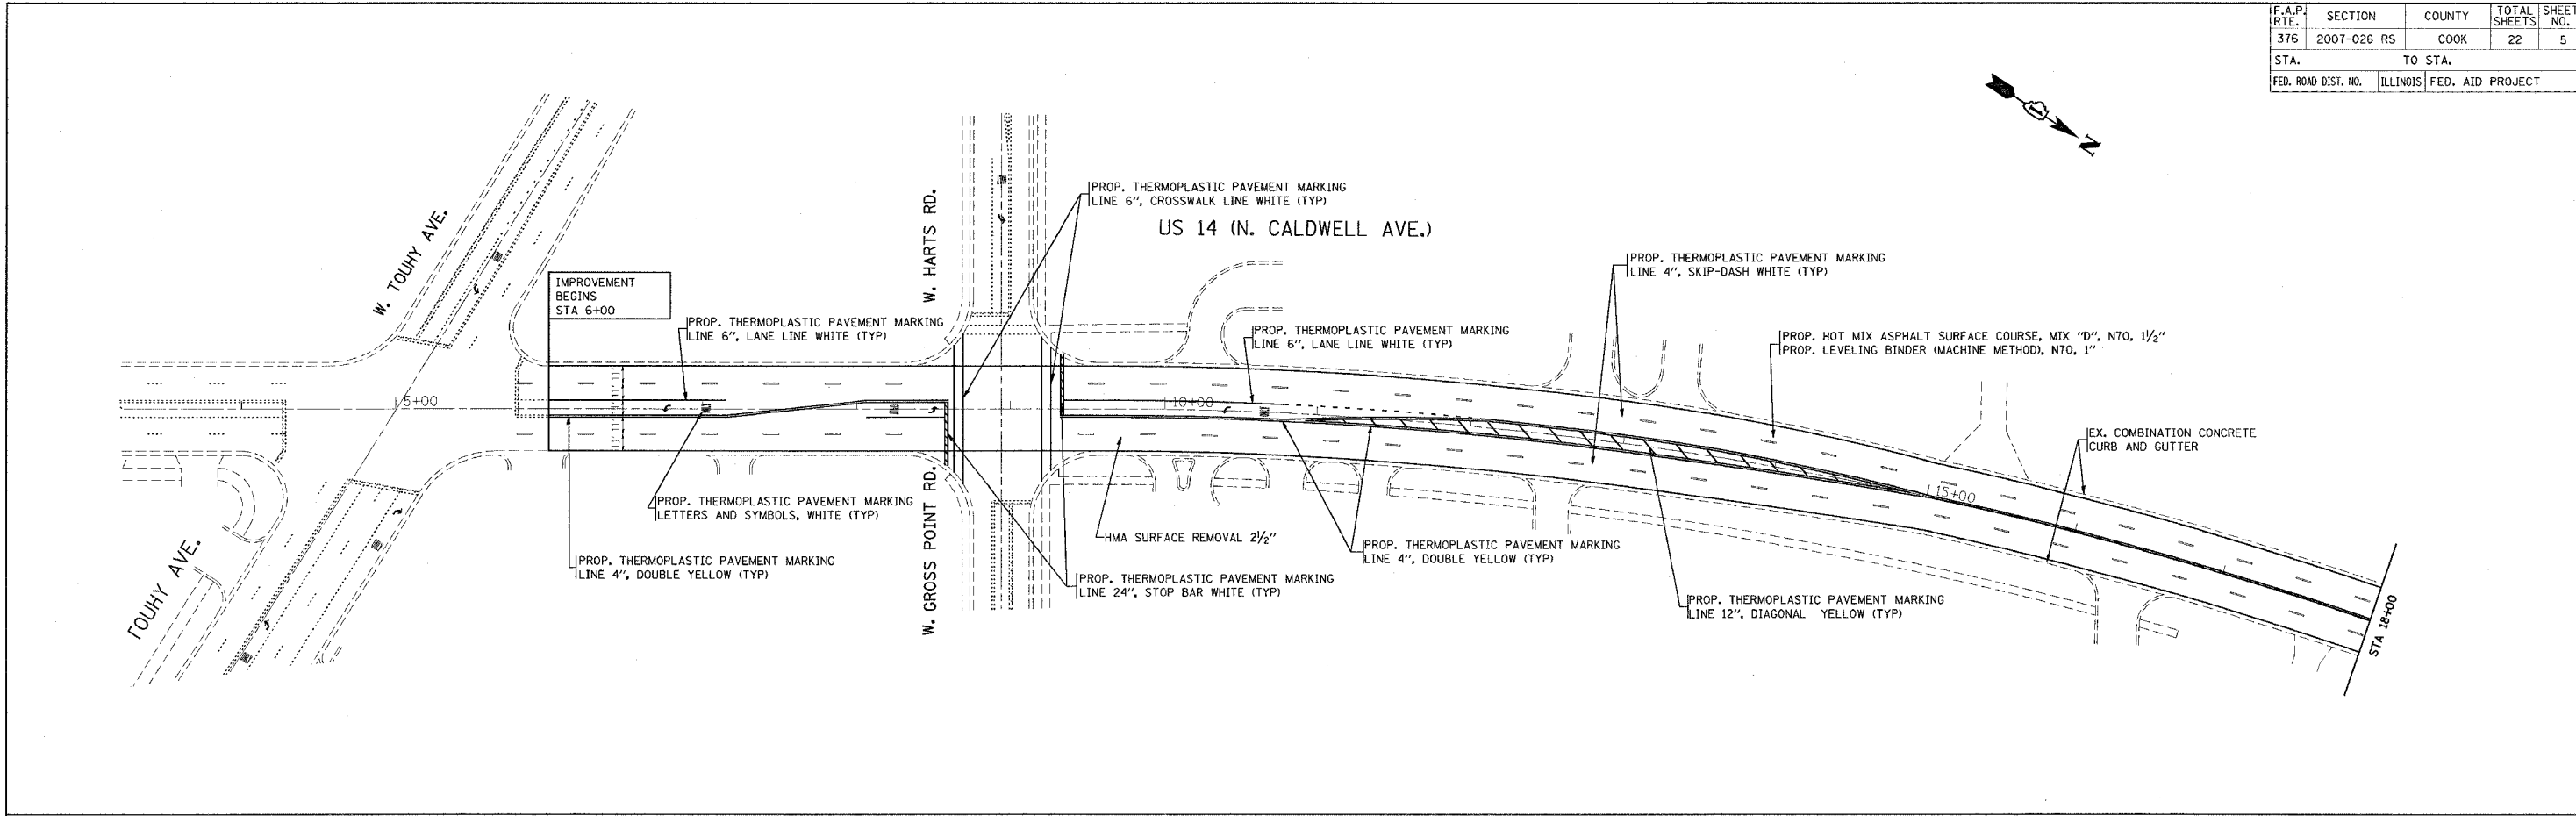 F.A.P. RTE. SECTION COUNTY TOTAL SHEETS SHEET NO.
376 2007-026 RS COOK 22 5
STA. TO STA.
FED. ROAD DIST. NO. ILLINOIS FED. AID PROJECT
N
W. TOUHY AVE.
IMPROVEMENT
BEGINS
STA 6+00
PROP. THERMOPLASTIC PAVEMENT MARKING
LINE 6", LANE LINE WHITE (TYP)
W. HARTS RD.
PROP. THERMOPLASTIC PAVEMENT MARKING
LINE 6", CROSSWALK LINE WHITE (TYP)
US 14 (N. CALDWELL AVE.)
PROP. THERMOPLASTIC PAVEMENT MARKING
LINE 6", LANE LINE WHITE (TYP)
PROP. THERMOPLASTIC PAVEMENT MARKING
LINE 4", SKIP-DASH WHITE (TYP)
PROP. HOT MIX ASPHALT SURFACE COURSE, MIX "D", N70, 1½"
PROP. LEVELING BINDER (MACHINE METHOD), N70, 1"
EX. COMBINATION CONCRETE
CURB AND GUTTER
5+00
11' 11' 11' 11' 11'
10+00
15+00
STA 18+00
TOUHY AVE.
PROP. THERMOPLASTIC PAVEMENT MARKING
LETTERS AND SYMBOLS, WHITE (TYP)
PROP. THERMOPLASTIC PAVEMENT MARKING
LINE 4", DOUBLE YELLOW (TYP)
W. GROSS POINT RD.
HMA SURFACE REMOVAL 2½"
PROP. THERMOPLASTIC PAVEMENT MARKING
LINE 24", STOP BAR WHITE (TYP)
PROP. THERMOPLASTIC PAVEMENT MARKING
LINE 4", DOUBLE YELLOW (TYP)
PROP. THERMOPLASTIC PAVEMENT MARKING
LINE 12", DIAGONAL YELLOW (TYP)